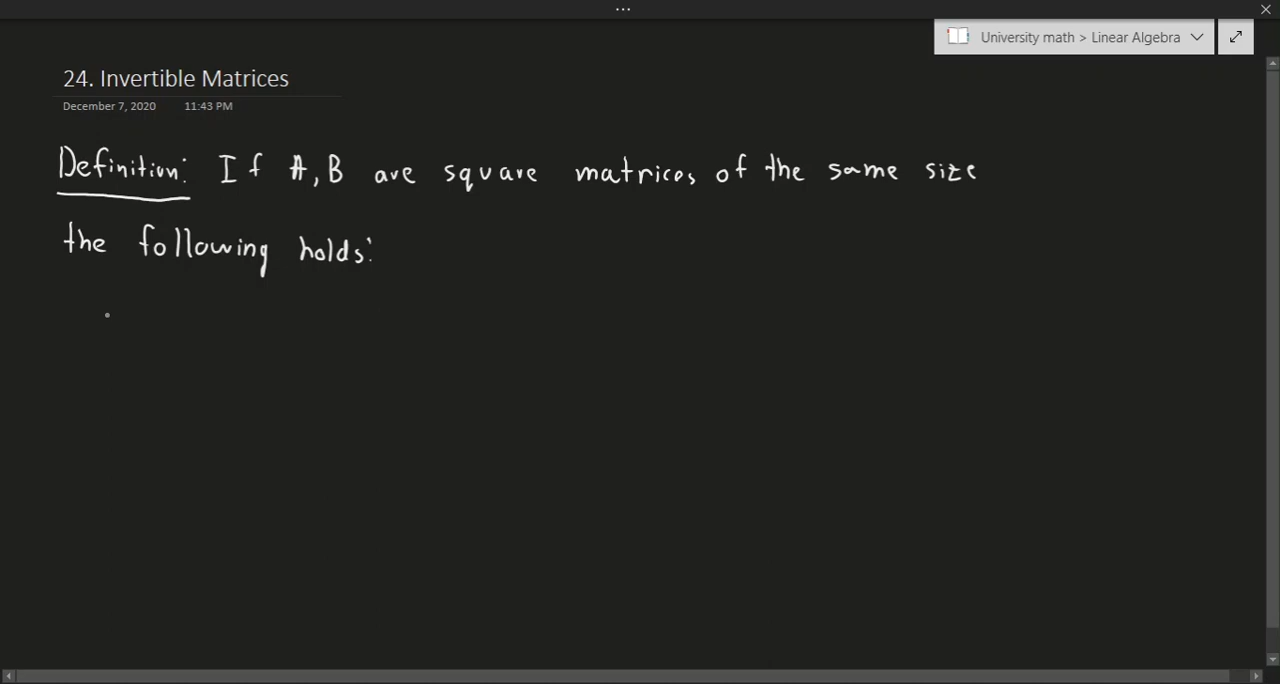 ...
University math > Linear Algebra
24. Invertible Matrices
December 7, 2020 11:43 PM
Definition: If A, B are square matrices of the same size
the following holds: